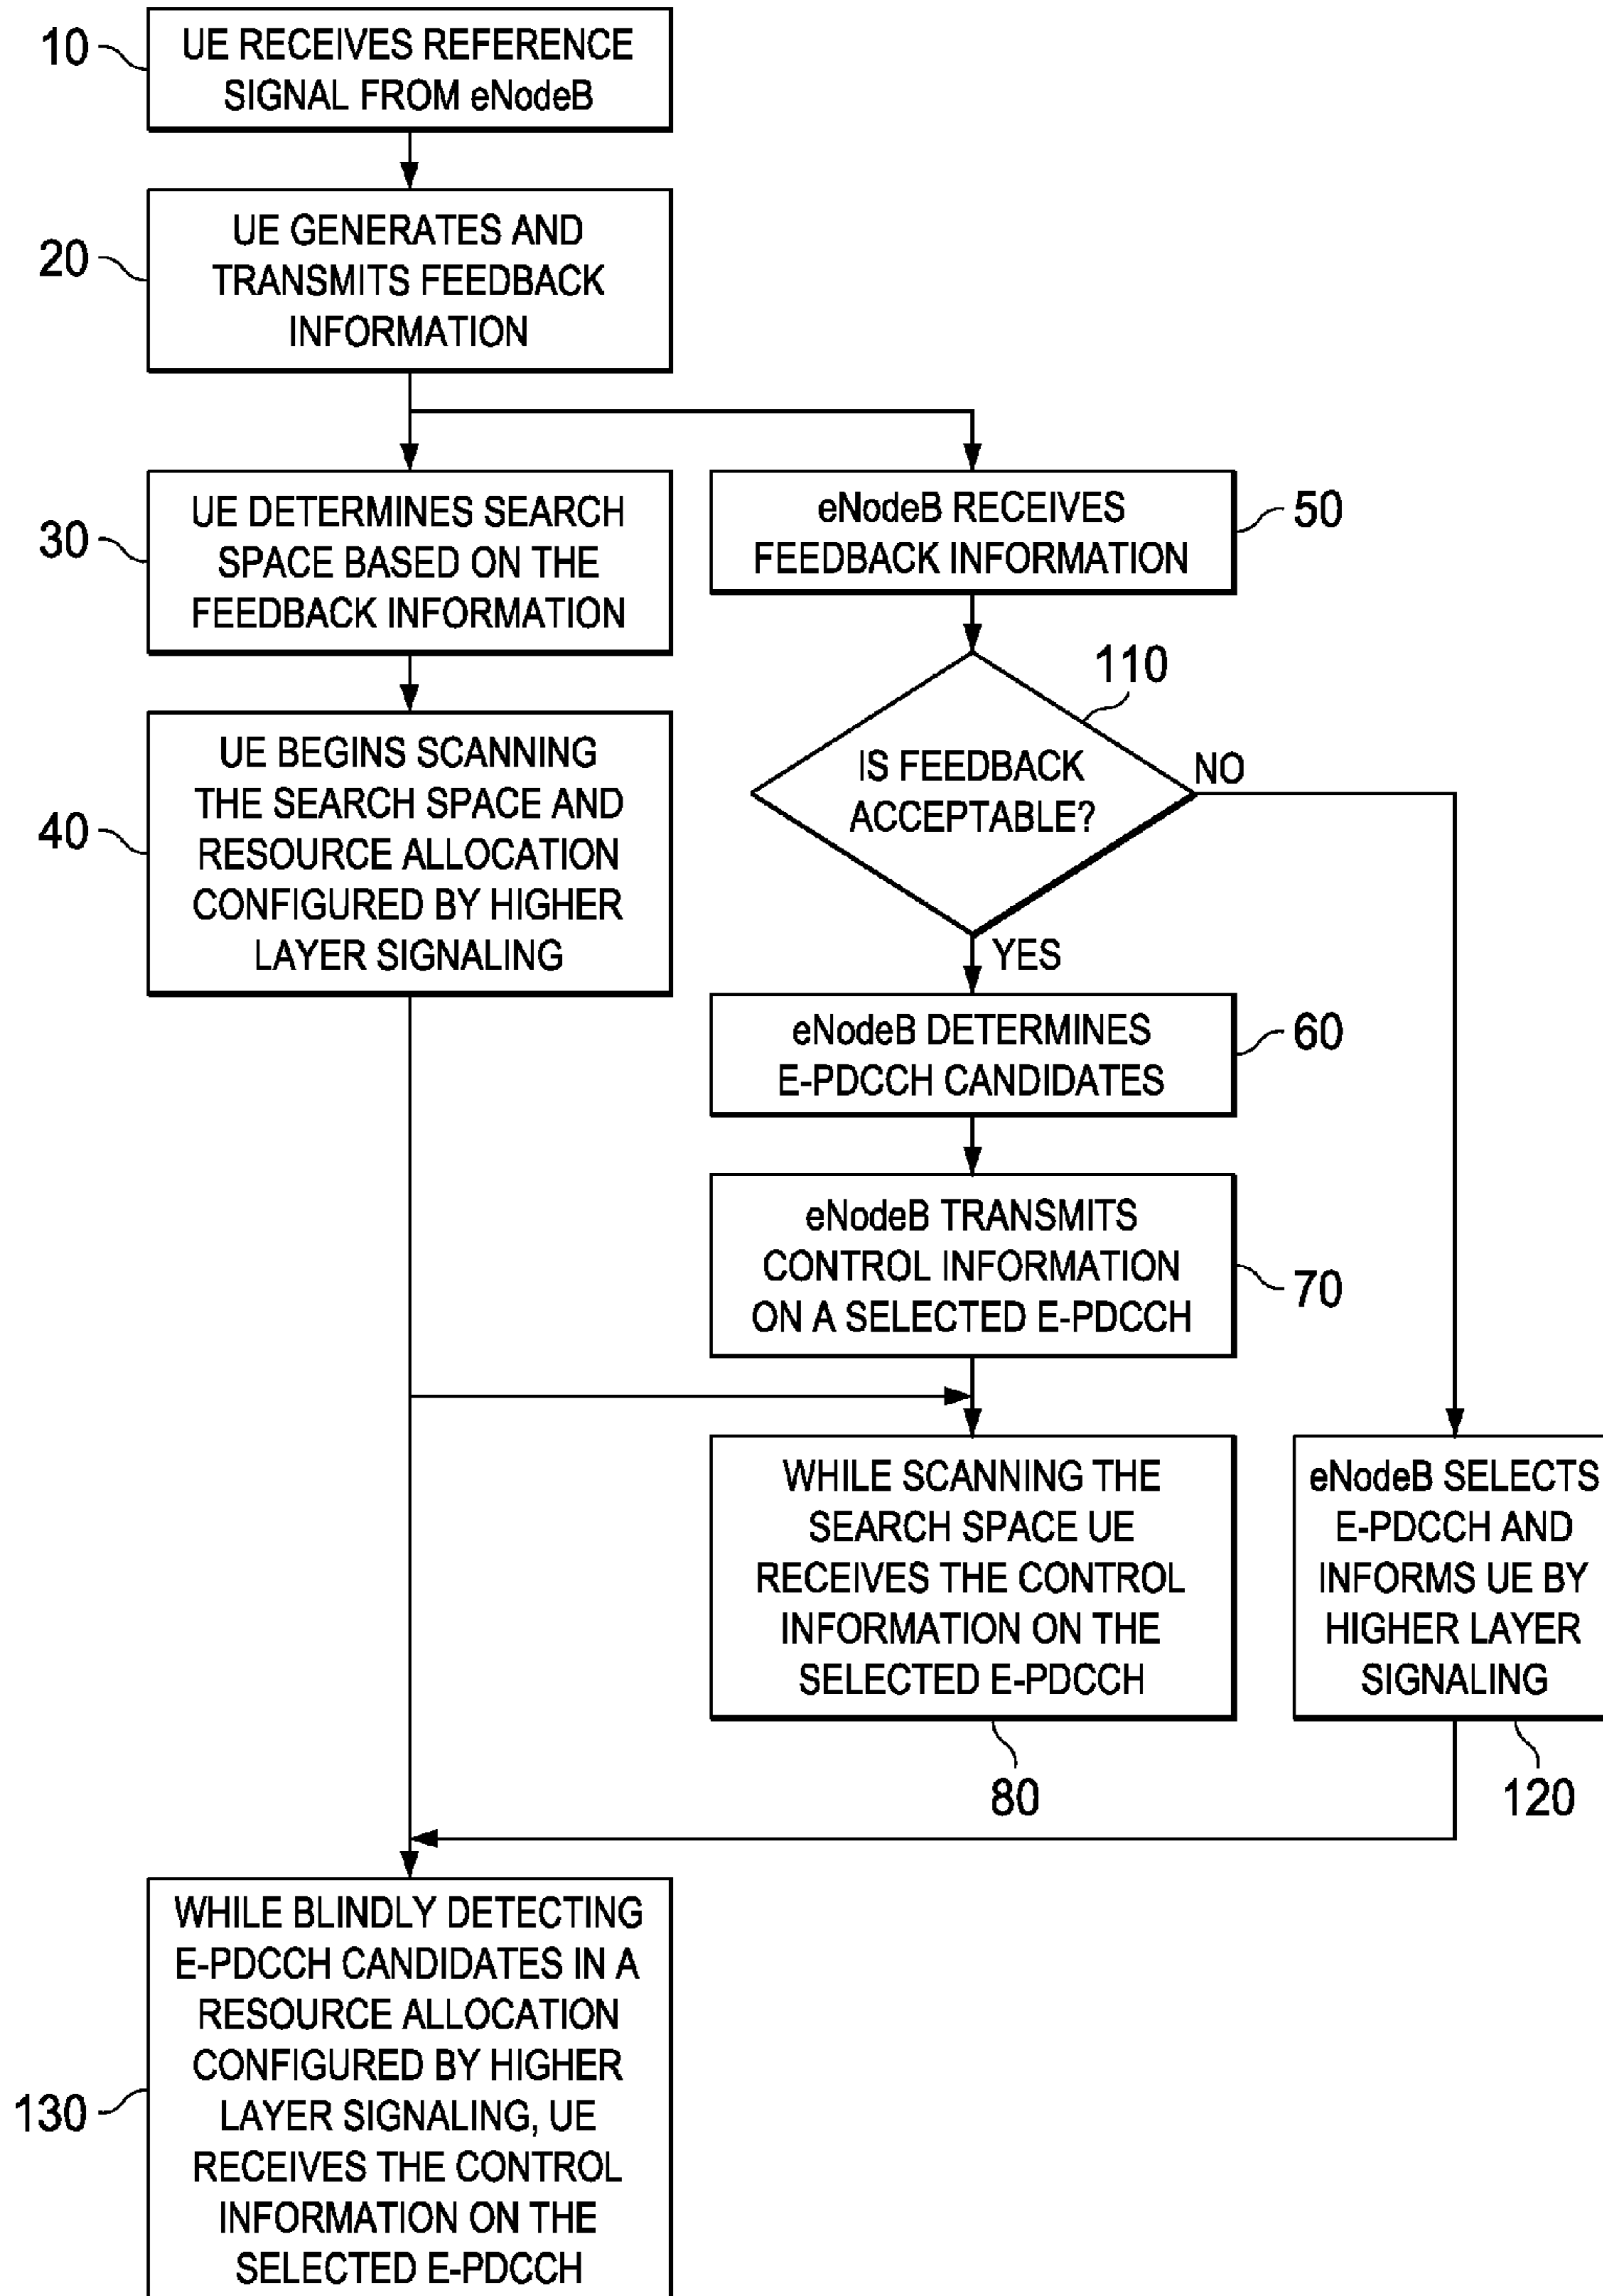 10
UE RECEIVES REFERENCE
SIGNAL FROM eNodeB
20
UE GENERATES AND
TRANSMITS FEEDBACK
INFORMATION
30
UE DETERMINES SEARCH
SPACE BASED ON THE
FEEDBACK INFORMATION
eNodeB RECEIVES
FEEDBACK INFORMATION
50
40
UE BEGINS SCANNING
THE SEARCH SPACE AND
RESOURCE ALLOCATION
CONFIGURED BY HIGHER
LAYER SIGNALING
110
IS FEEDBACK
ACCEPTABLE?
NO
YES
eNodeB DETERMINES
E-PDCCH CANDIDATES
60
eNodeB TRANSMITS
CONTROL INFORMATION
ON A SELECTED E-PDCCH
70
WHILE SCANNING THE
SEARCH SPACE UE
RECEIVES THE CONTROL
INFORMATION ON THE
SELECTED E-PDCCH
80
eNodeB SELECTS
E-PDCCH AND
INFORMS UE BY
HIGHER LAYER
SIGNALING
120
130
WHILE BLINDLY DETECTING
E-PDCCH CANDIDATES IN A
RESOURCE ALLOCATION
CONFIGURED BY HIGHER
LAYER SIGNALING, UE
RECEIVES THE CONTROL
INFORMATION ON THE
SELECTED E-PDCCH